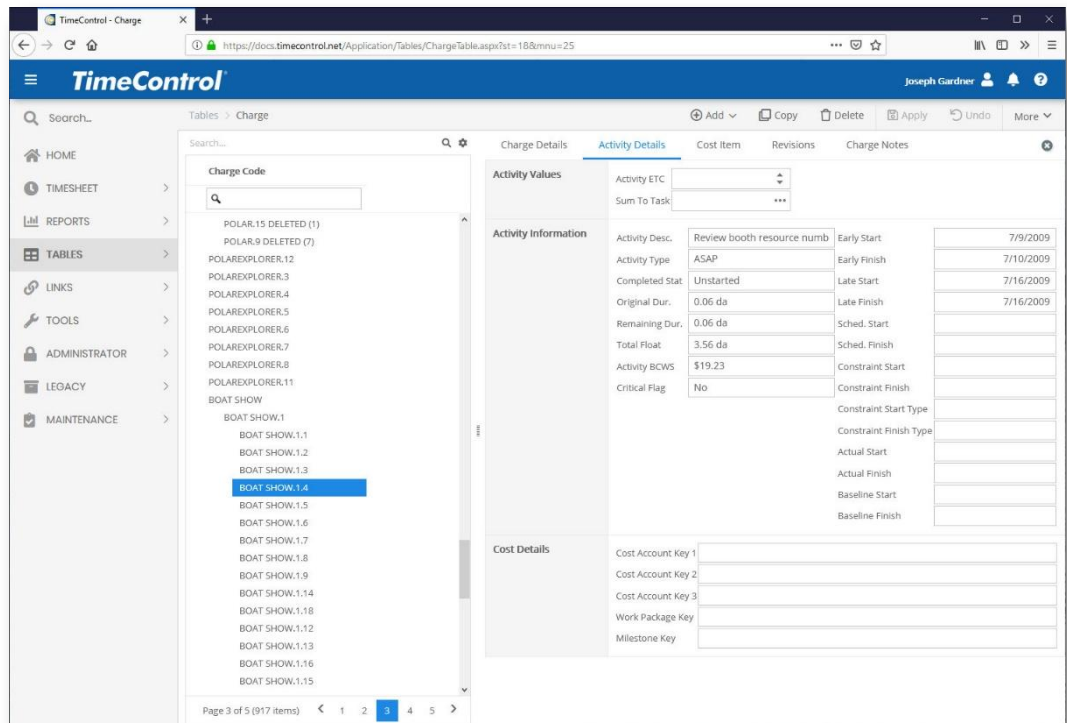 TimeControl - Charge
https://docs.timecontrol.net/Application/Tables/ChargeTable.aspx?st=18&mnu=25
TimeControl
Joseph Gardner
Search...
HOME
TIMESHEET
REPORTS
TABLES
LINKS
TOOLS
ADMINISTRATOR
LEGACY
MAINTENANCE
Tables > Charge
Add
Copy
Delete
Apply
Undo
More
Search...
Charge Code
POLAR.15 DELETED (1)
POLAR.9 DELETED (7)
POLAREXPLORER.12
POLAREXPLORER.3
POLAREXPLORER.4
POLAREXPLORER.5
POLAREXPLORER.6
POLAREXPLORER.7
POLAREXPLORER.8
POLAREXPLORER.11
BOAT SHOW
BOAT SHOW.1
BOAT SHOW.1.1
BOAT SHOW.1.2
BOAT SHOW.1.3
BOAT SHOW.1.4
BOAT SHOW.1.5
BOAT SHOW.1.6
BOAT SHOW.1.7
BOAT SHOW.1.8
BOAT SHOW.1.9
BOAT SHOW.1.14
BOAT SHOW.1.18
BOAT SHOW.1.12
BOAT SHOW.1.13
BOAT SHOW.1.16
BOAT SHOW.1.15
Page 3 of 5 (917 items) 1 2 3 4 5
Charge Details Activity Details Cost Item Revisions Charge Notes
Activity Values
Activity ETC
Sum To Task
Activity Information
Activity Desc. Review booth resource numb Early Start 7/9/2009
Activity Type ASAP Early Finish 7/10/2009
Completed Stat Unstarted Late Start 7/16/2009
Original Dur. 0.06 da Late Finish 7/16/2009
Remaining Dur. 0.06 da Sched. Start
Total Float 3.56 da Sched. Finish
Activity BCWS $19.23 Constraint Start
Critical Flag No Constraint Finish
Constraint Start Type
Constraint Finish Type
Actual Start
Actual Finish
Baseline Start
Baseline Finish
Cost Details
Cost Account Key 1
Cost Account Key 2
Cost Account Key 3
Work Package Key
Milestone Key